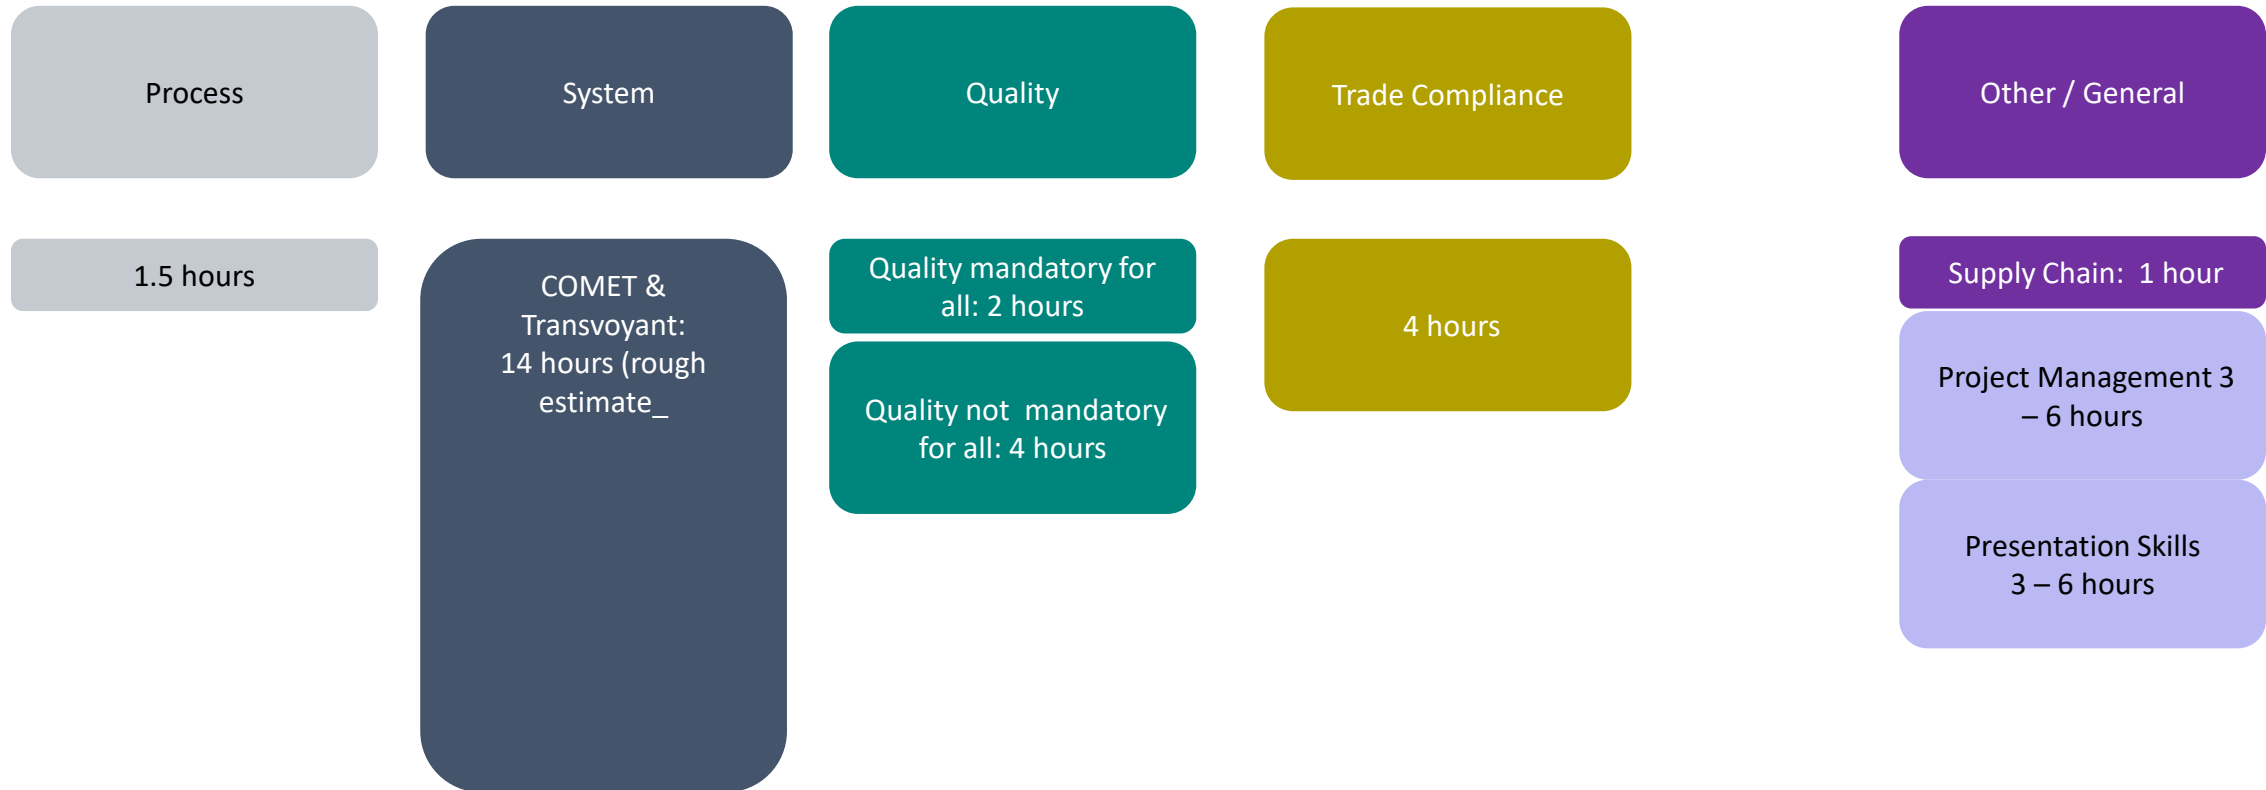 Process
System
Quality
Trade Compliance
Other / General
1.5 hours
COMET &
Transvoyant:
14 hours (rough
estimate_
Quality mandatory for
all: 2 hours
Quality not  mandatory
for all: 4 hours
4 hours
Supply Chain:  1 hour
Project Management 3
– 6 hours
Presentation Skills
3 – 6 hours